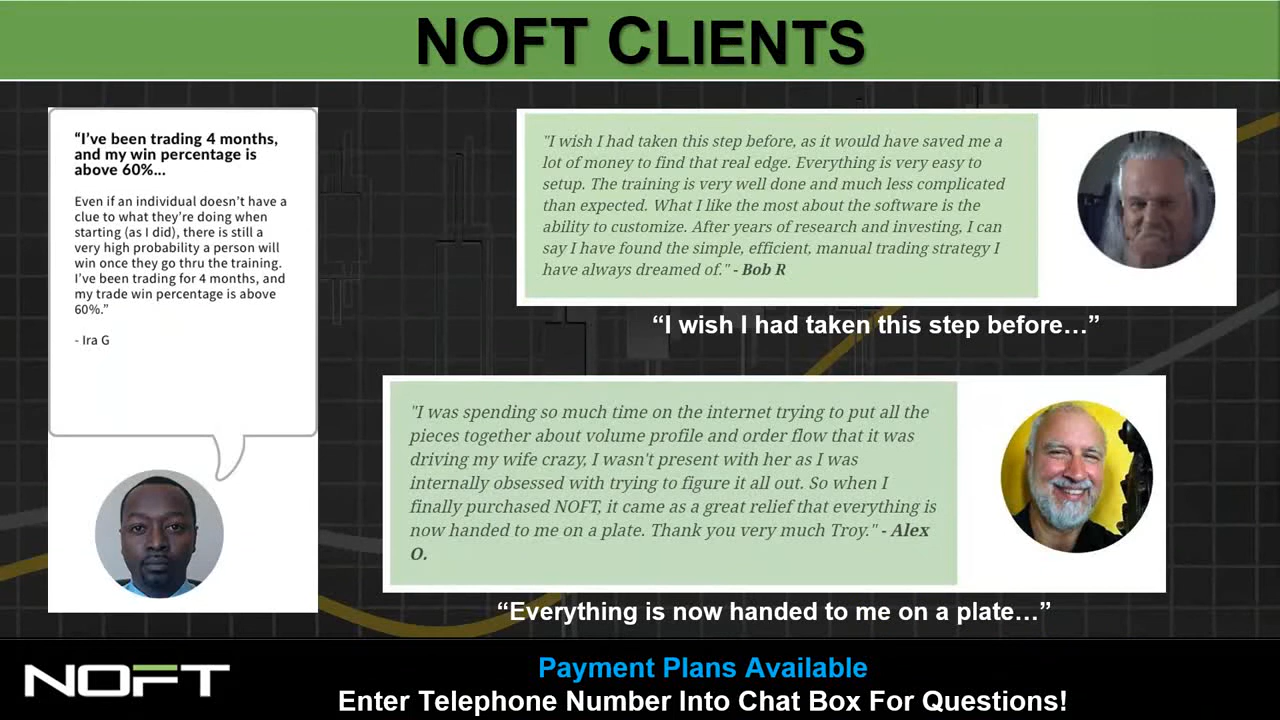 NOFT CLIENTS
“I’ve been trading 4 months,
and my win percentage is
above 60%...
Even if an individual doesn’t have a
clue to what they’re doing when
starting (as I did), there is still a
very high probability a person will
win once they go thru the training.
I’ve been trading for 4 months, and
my trade win percentage is above
60%.”
- Ira G
"I wish I had taken this step before, as it would have saved me a
lot of money to find that real edge. Everything is very easy to
setup. The training is very well done and much less complicated
than expected. What I like the most about the software is the
ability to customize. After years of research and investing, I can
say I have found the simple, efficient, manual trading strategy I
have always dreamed of." - Bob R
“I wish I had taken this step before…”
"I was spending so much time on the internet trying to put all the
pieces together about volume profile and order flow that it was
driving my wife crazy, I wasn't present with her as I was
internally obsessed with trying to figure it all out. So when I
finally purchased NOFT, it came as a great relief that everything is
now handed to me on a plate. Thank you very much Troy." - Alex
O.
“Everything is now handed to me on a plate…”
NOFT
Payment Plans Available
Enter Telephone Number Into Chat Box For Questions!